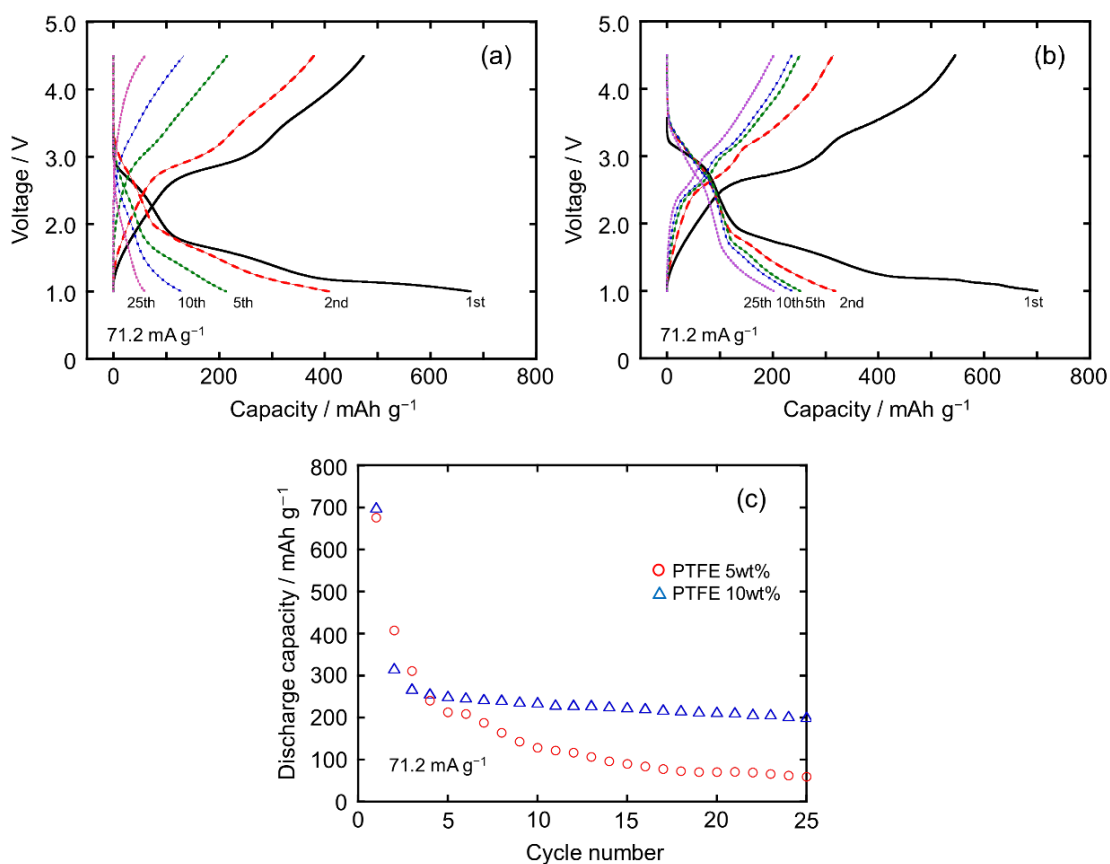 (a)
5.0
4.0
3.0
2.0
1.0
0
Voltage / V
25th 10th 5th 2nd 1st
71.2 mA g⁻¹
0 200 400 600 800
Capacity / mAh g⁻¹
(b)
5.0
4.0
3.0
2.0
1.0
0
Voltage / V
25th 10th 5th 2nd 1st
71.2 mA g⁻¹
0 200 400 600 800
Capacity / mAh g⁻¹
(c)
800
700
600
500
400
300
200
100
0
Discharge capacity / mAh g⁻¹
PTFE 5wt%
PTFE 10wt%
71.2 mA g⁻¹
0 5 10 15 20 25
Cycle number